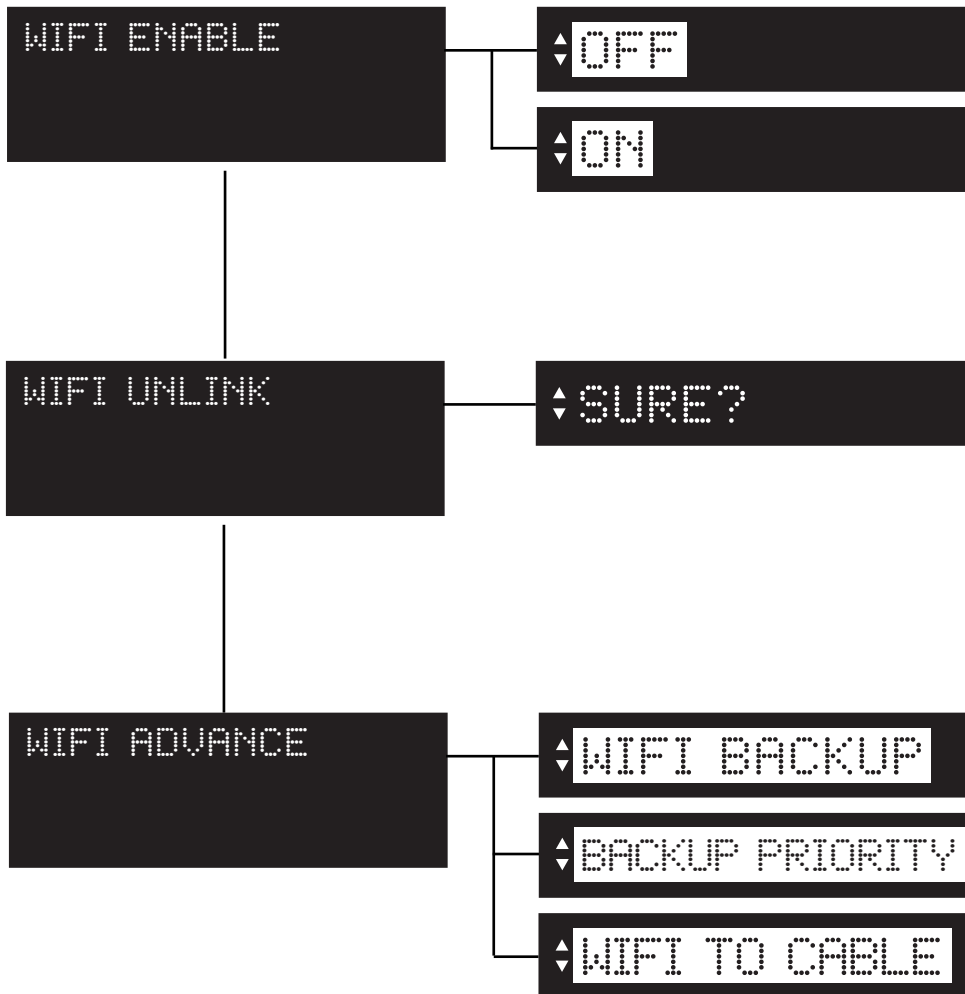 WIFI ENABLE
OFF
ON
WIFI UNLINK
SURE?
WIFI ADVANCE
WIFI BACKUP
BACKUP PRIORITY
WIFI TO CABLE